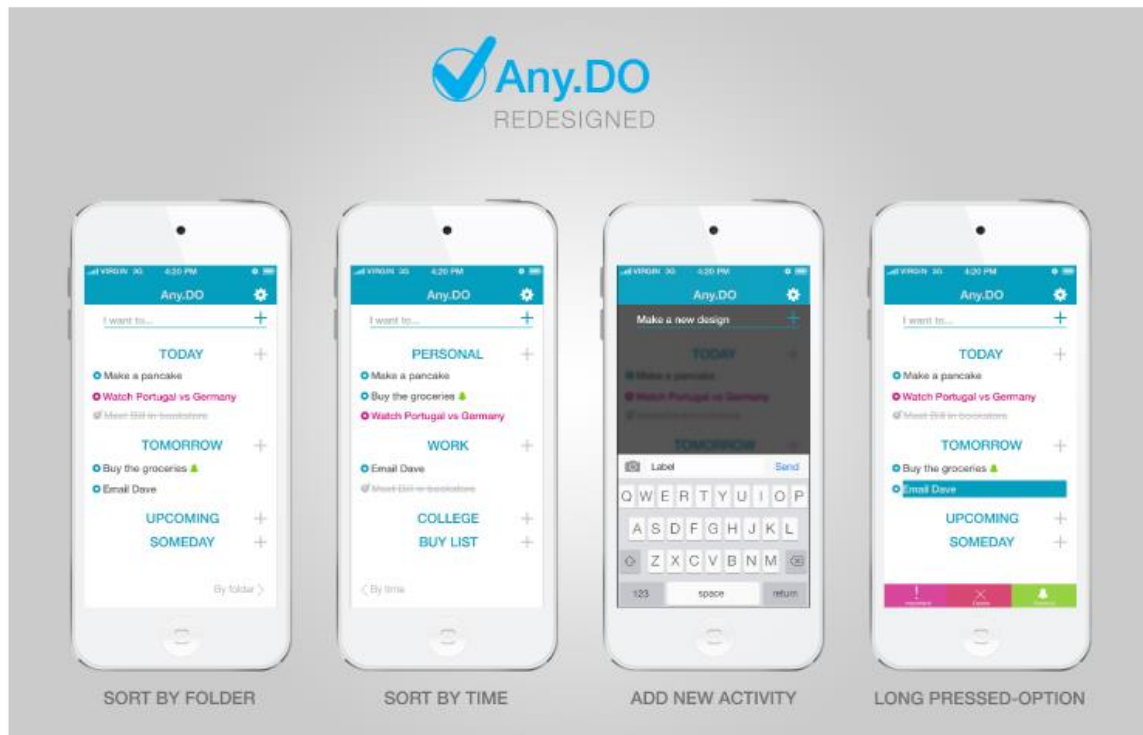 Any.DO
REDESIGNED
VIRGIN 3G 4:20 PM
Any.DO
I want to...
TODAY
Make a pancake
Watch Portugal vs Germany
Meet Bill in bookstore
TOMORROW
Buy the groceries
Email Dave
UPCOMING
SOMEDAY
By folder >
SORT BY FOLDER
VIRGIN 3G 4:20 PM
Any.DO
I want to...
PERSONAL
Make a pancake
Buy the groceries
Watch Portugal vs Germany
WORK
Email Dave
Meet Bill in bookstore
COLLEGE
BUY LIST
< By time
SORT BY TIME
VIRGIN 3G 4:20 PM
Any.DO
Make a new design
TODAY
Make a pancake
Watch Portugal vs Germany
TOMORROW
Label Send
Q W E R T Y U I O P
A S D F G H J K L
Z X C V B N M
123 space return
ADD NEW ACTIVITY
VIRGIN 3G 4:20 PM
Any.DO
I want to...
TODAY
Make a pancake
Watch Portugal vs Germany
Meet Bill in bookstore
TOMORROW
Buy the groceries
Email Dave
UPCOMING
SOMEDAY
Delete
LONG PRESSED-OPTION